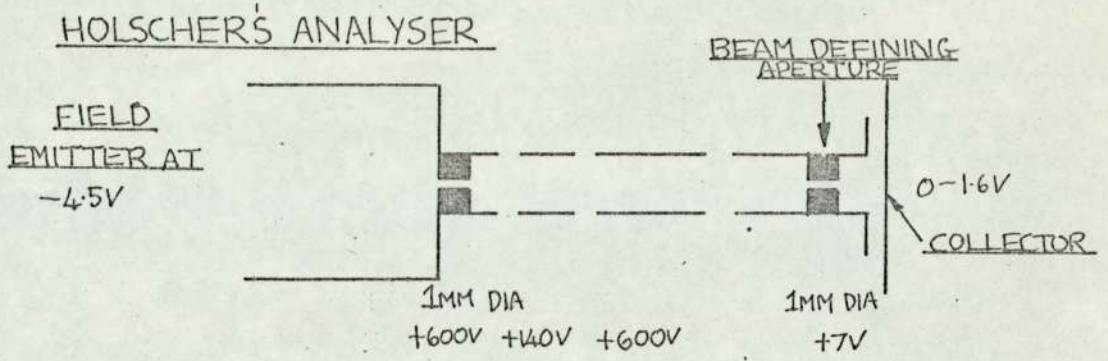 HOLSCHER'S ANALYSER
BEAM DEFINING
APERTURE
FIELD
EMITTER AT
-4.5V
0-1.6V
COLLECTOR
1MM DIA
1MM DIA
+600V +140V +600V
+7V